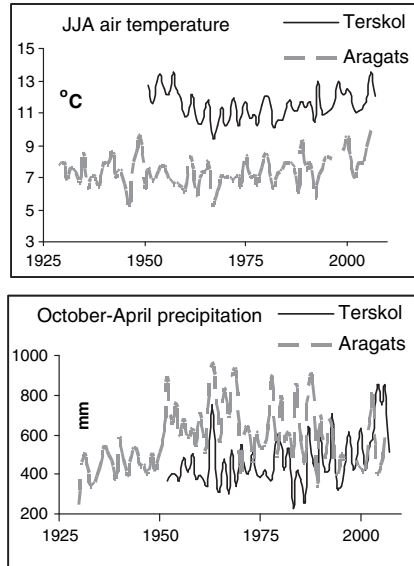 JJA air temperature
Terskol
Aragats
°C
15
13
11
9
7
5
3
1925
1950
1975
2000
October-April precipitation
Terskol
Aragats
mm
1000
800
600
400
200
1925
1950
1975
2000